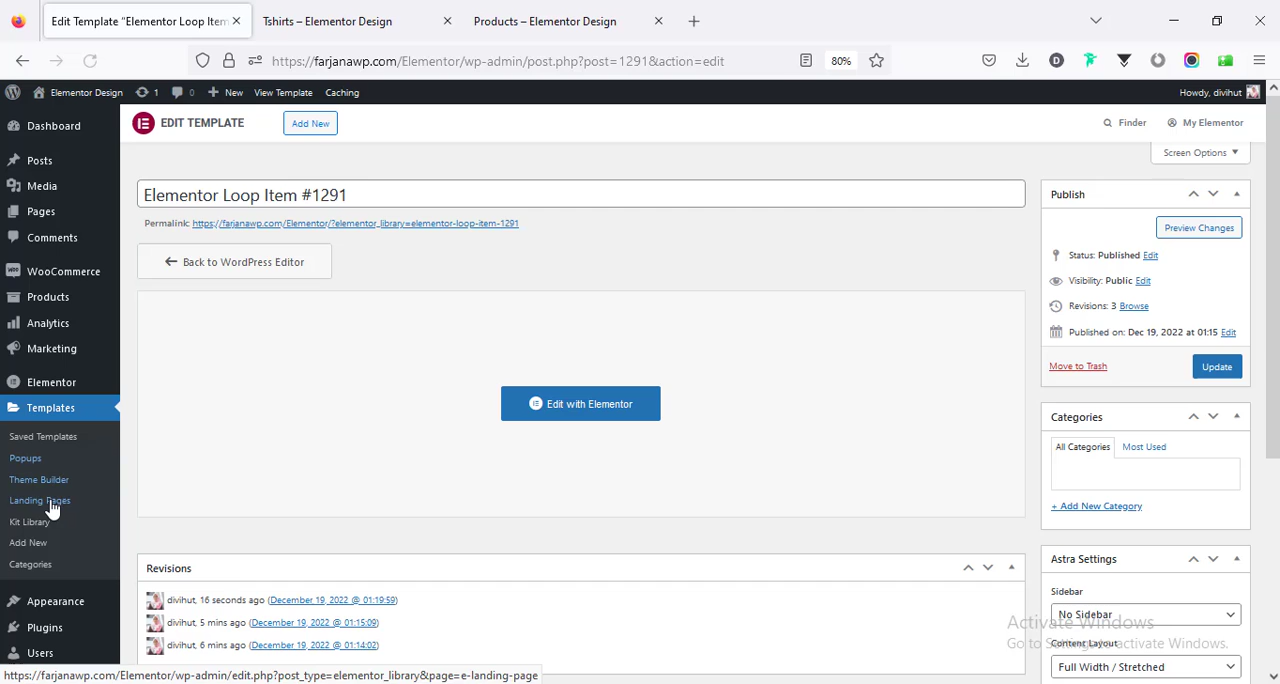 Edit Template "Elementor Loop Item
Tshirts – Elementor Design
Products – Elementor Design
https://farjanawp.com/Elementor/wp-admin/post.php?post=1291&action=edit
80%
Elementor Design
1
0
New
View Template
Caching
Howdy, divihut
Dashboard
Posts
Media
Pages
Comments
WooCommerce
Products
Analytics
Marketing
Elementor
Templates
Saved Templates
Popups
Theme Builder
Landing Pages
Kit Library
Add New
Categories
Appearance
Plugins
Users
EDIT TEMPLATE
Add New
Finder
My Elementor
Screen Options
Elementor Loop Item #1291
Permalink: https://farjanawp.com/Elementor/?elementor_library=elementor-loop-item-1291
Back to WordPress Editor
Edit with Elementor
Revisions
divihut, 16 seconds ago (December 19, 2022 @ 01:19:59)
divihut, 5 mins ago (December 19, 2022 @ 01:15:09)
divihut, 6 mins ago (December 19, 2022 @ 01:14:02)
Publish
Preview Changes
Status: Published Edit
Visibility: Public Edit
Revisions: 3 Browse
Published on: Dec 19, 2022 at 01:15 Edit
Move to Trash
Update
Categories
All Categories
Most Used
+ Add New Category
Astra Settings
Sidebar
No Sidebar
Content Layout
Full Width / Stretched
Activate Windows
Go to Settings to activate Windows.
https://farjanawp.com/Elementor/wp-admin/edit.php?post_type=elementor_library&page=e-landing-page